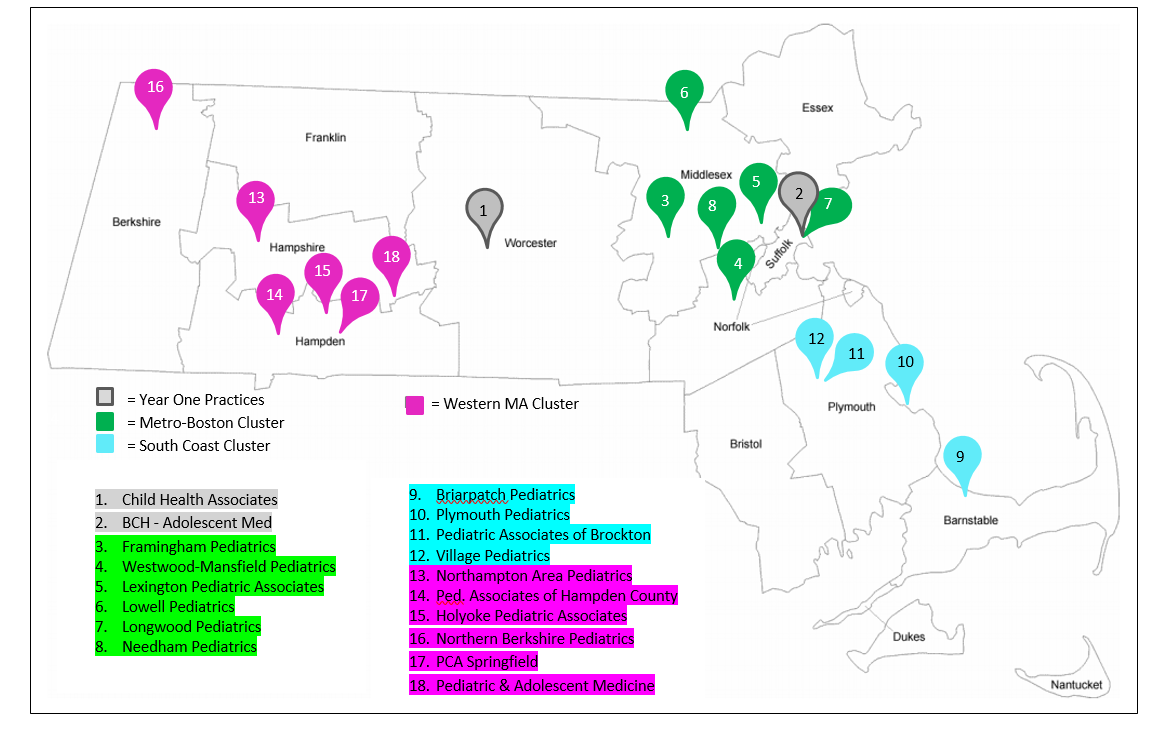 16
6
Essex
Franklin
Middlesex
5
2
13
3
8
7
1
Berkshire
Hampshire
Worcester
18
Suffolk
15
4
14
17
Norfolk
Hampden
12
11
10
= Year One Practices
= Western MA Cluster
Plymouth
= Metro-Boston Cluster
= South Coast Cluster
Bristol
9
Barnstable
1. Child Health Associates
2. BCH - Adolescent Med
3. Framingham Pediatrics
4. Westwood-Mansfield Pediatrics
5. Lexington Pediatric Associates
6. Lowell Pediatrics
7. Longwood Pediatrics
8. Needham Pediatrics
9. Briarpatch Pediatrics
10. Plymouth Pediatrics
11. Pediatric Associates of Brockton
12. Village Pediatrics
13. Northampton Area Pediatrics
14. Ped. Associates of Hampden County
15. Holyoke Pediatric Associates
16. Northern Berkshire Pediatrics
17. PCA Springfield
18. Pediatric & Adolescent Medicine
Dukes
Nantucket